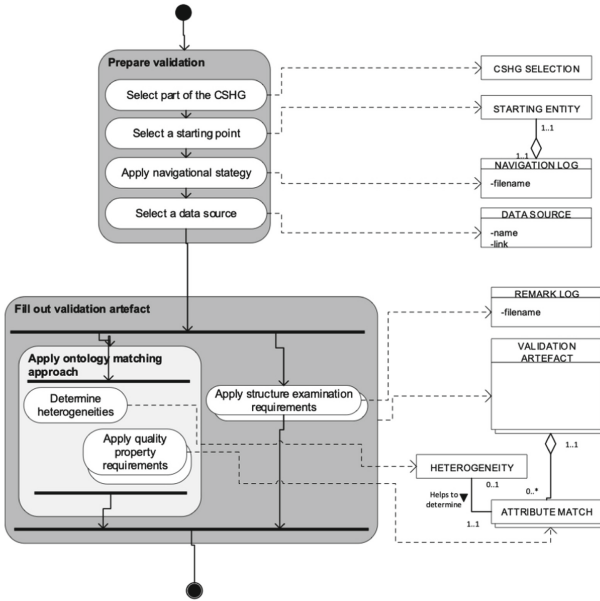 Prepare validation
Select part of the CSHG
Select a starting point
Apply navigational stategy
Select a data source
CSHG SELECTION
STARTING ENTITY
1..1
1..1
NAVIGATION LOG
-filename
DATA SOURCE
-name
-link
Fill out validation artefact
Apply ontology matching
approach
Determine
heterogeneities
Apply quality
property
requirements
Apply structure examination
requirements
REMARK LOG
-filename
VALIDATION
ARTEFACT
1..1
HETEROGENEITY
0..1
0..*
Helps to
determine
1..1
ATTRIBUTE MATCH